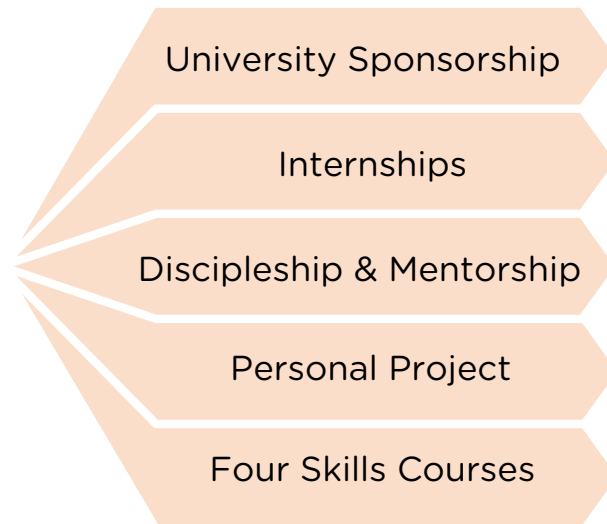 University Sponsorship
Internships
Discipleship & Mentorship
Personal Project
Four Skills Courses